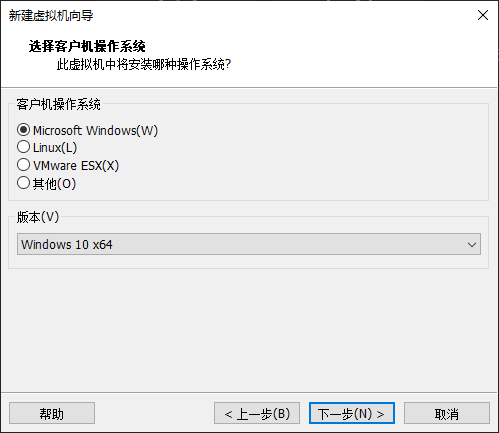 新建虚拟机向导
选择客户机操作系统
此虚拟机中将安装哪种操作系统?
客户机操作系统
Microsoft Windows(W)
Linux(L)
VMware ESX(X)
其他(O)
版本(V)
Windows 10 x64
帮助
< 上一步(B)
下一步(N) >
取消